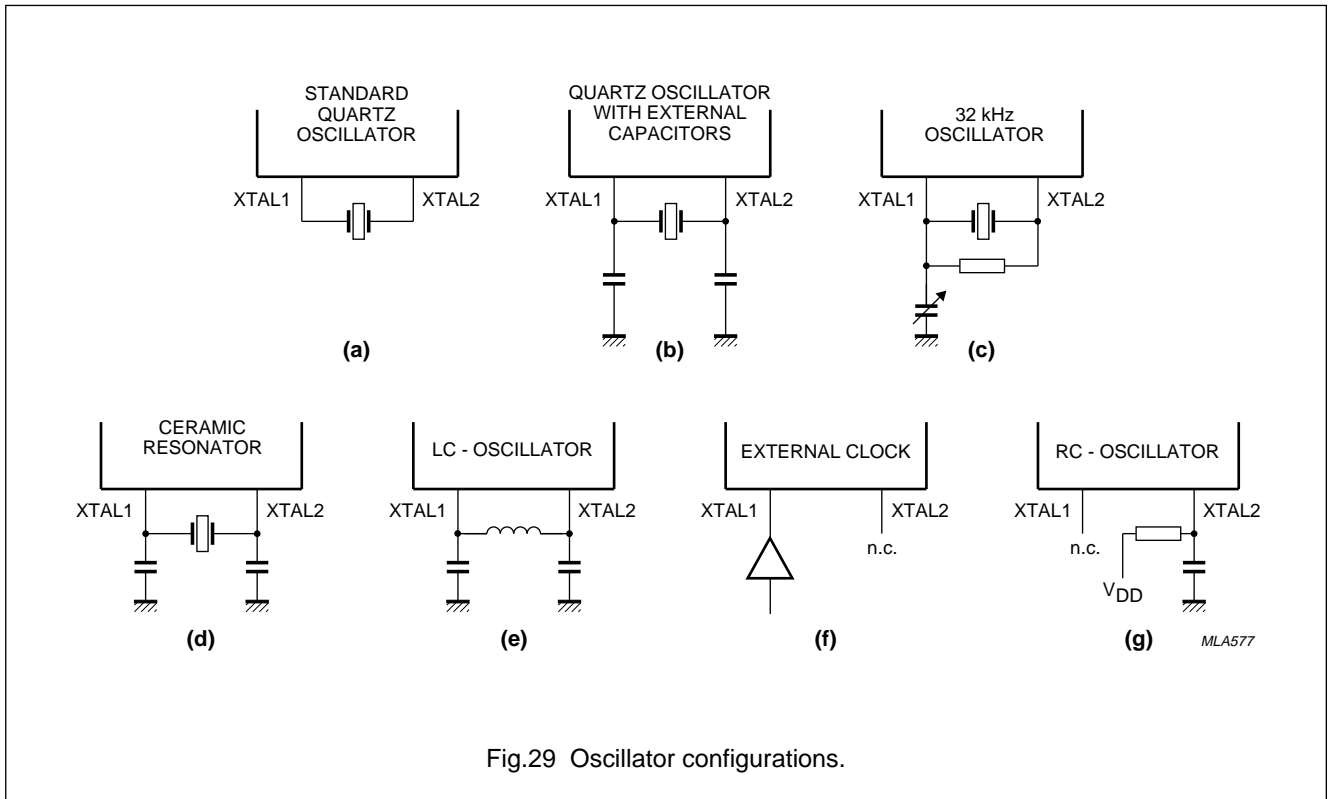 STANDARD
QUARTZ
OSCILLATOR
XTAL1
XTAL2
(a)
QUARTZ OSCILLATOR
WITH EXTERNAL
CAPACITORS
XTAL1
XTAL2
(b)
32 kHz
OSCILLATOR
XTAL1
XTAL2
(c)
CERAMIC
RESONATOR
XTAL1
XTAL2
(d)
LC - OSCILLATOR
XTAL1
XTAL2
(e)
EXTERNAL CLOCK
XTAL1
XTAL2
n.c.
(f)
RC - OSCILLATOR
XTAL1
XTAL2
n.c.
VDD
(g)
MLA577
Fig.29 Oscillator configurations.